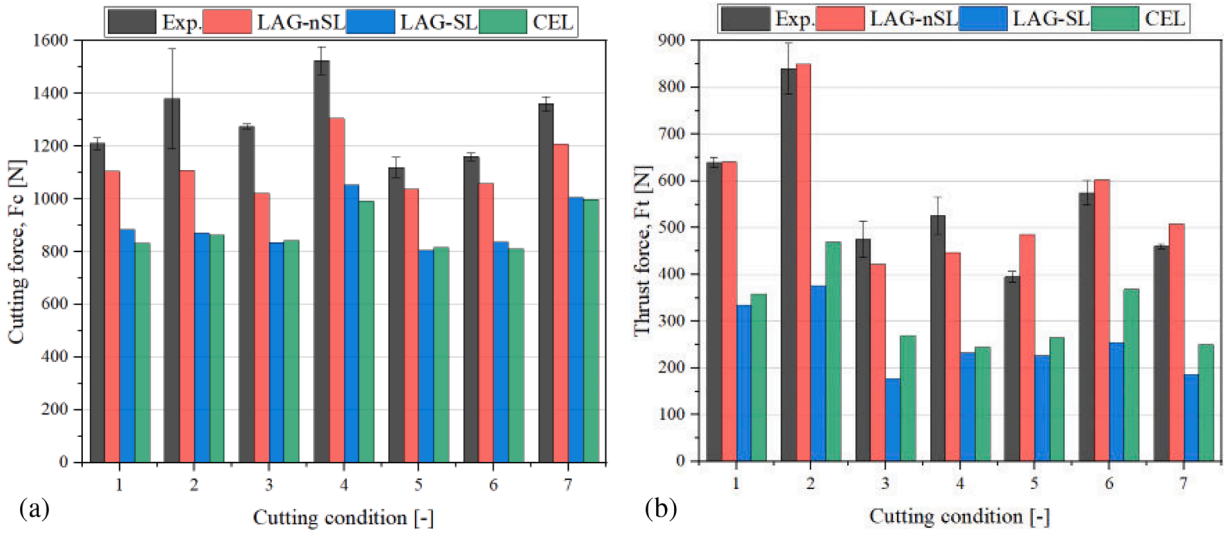 Exp. LAG-nSL LAG-SL CEL
1600
1400
1200
1000
800
600
400
200
0
Cutting force, Fc [N]
1 2 3 4 5 6 7
Cutting condition [-]
(a)
Exp. LAG-nSL LAG-SL CEL
900
800
700
600
500
400
300
200
100
0
Thrust force, Ft [N]
1 2 3 4 5 6 7
Cutting condition [-]
(b)